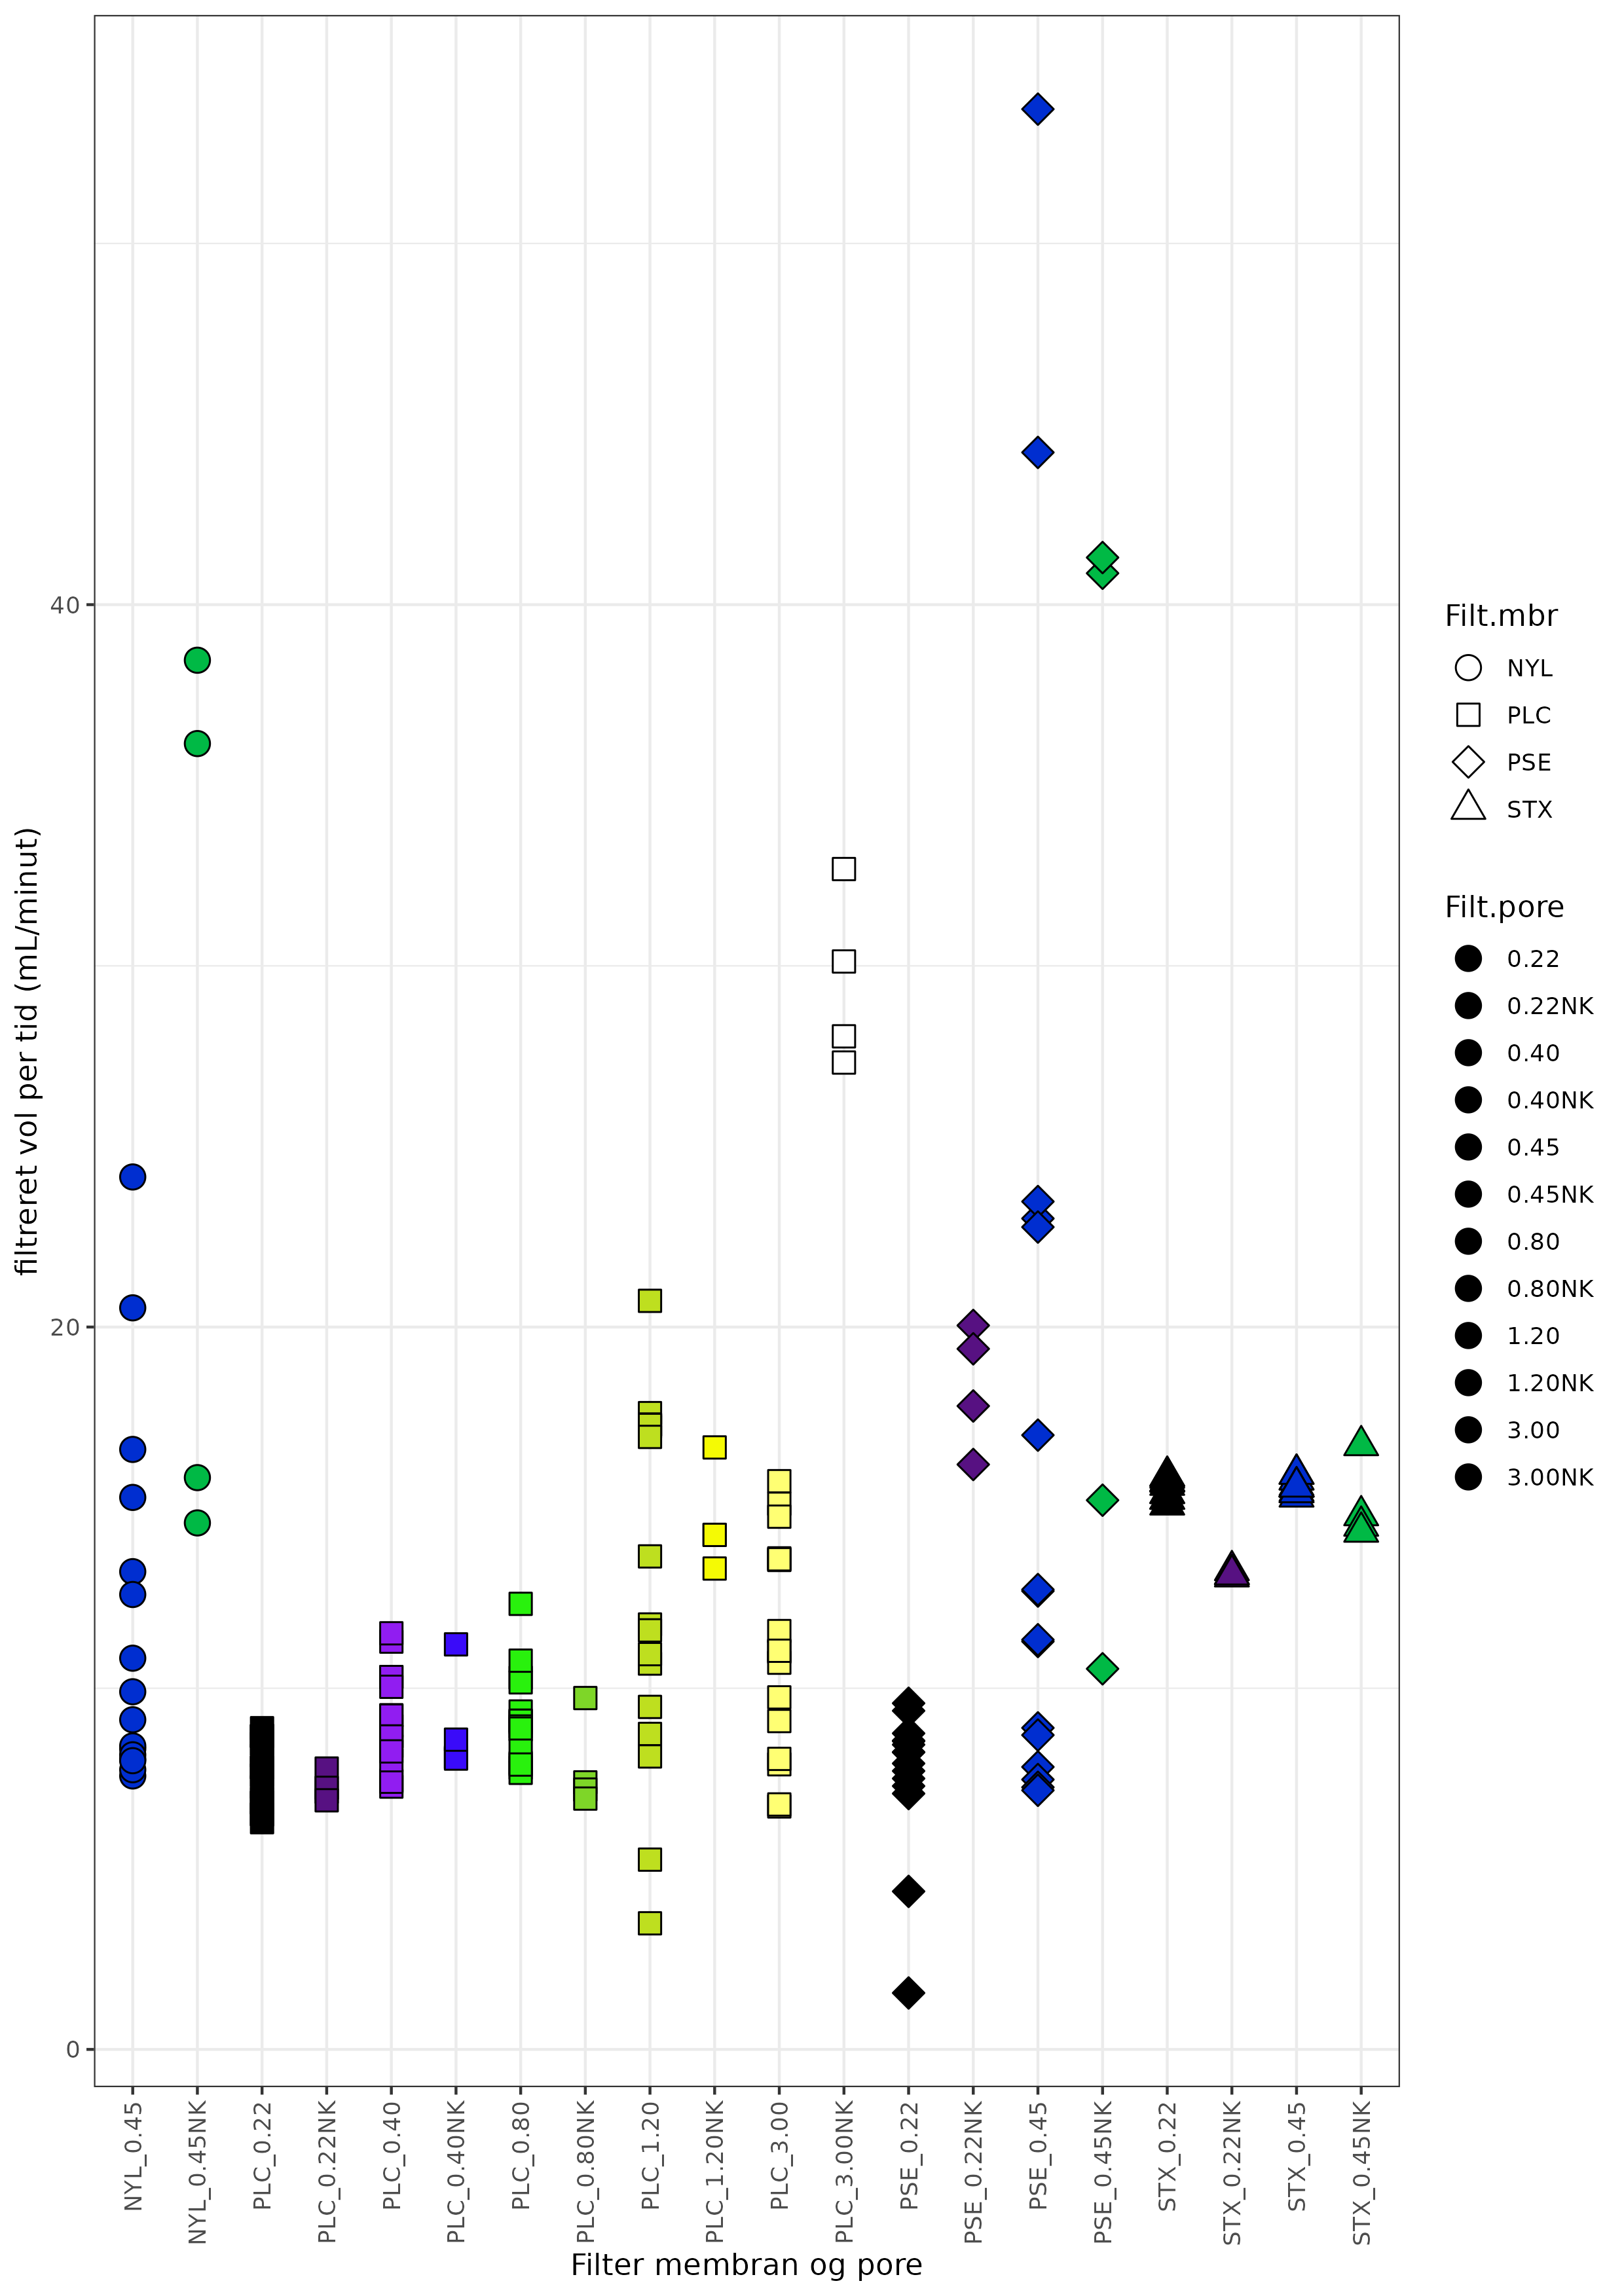 filtreret vol per tid (mL/minut)
40
20
0
NYL_0.45
NYL_0.45NK
PLC_0.22
PLC_0.22NK
PLC_0.40
PLC_0.40NK
PLC_0.80
PLC_0.80NK
PLC_1.20
PLC_1.20NK
PLC_3.00
PLC_3.00NK
PSE_0.22
PSE_0.22NK
PSE_0.45
PSE_0.45NK
STX_0.22
STX_0.22NK
STX_0.45
STX_0.45NK
Filter membran og pore
Filt.mbr
NYL
PLC
PSE
STX
Filt.pore
0.22
0.22NK
0.40
0.40NK
0.45
0.45NK
0.80
0.80NK
1.20
1.20NK
3.00
3.00NK